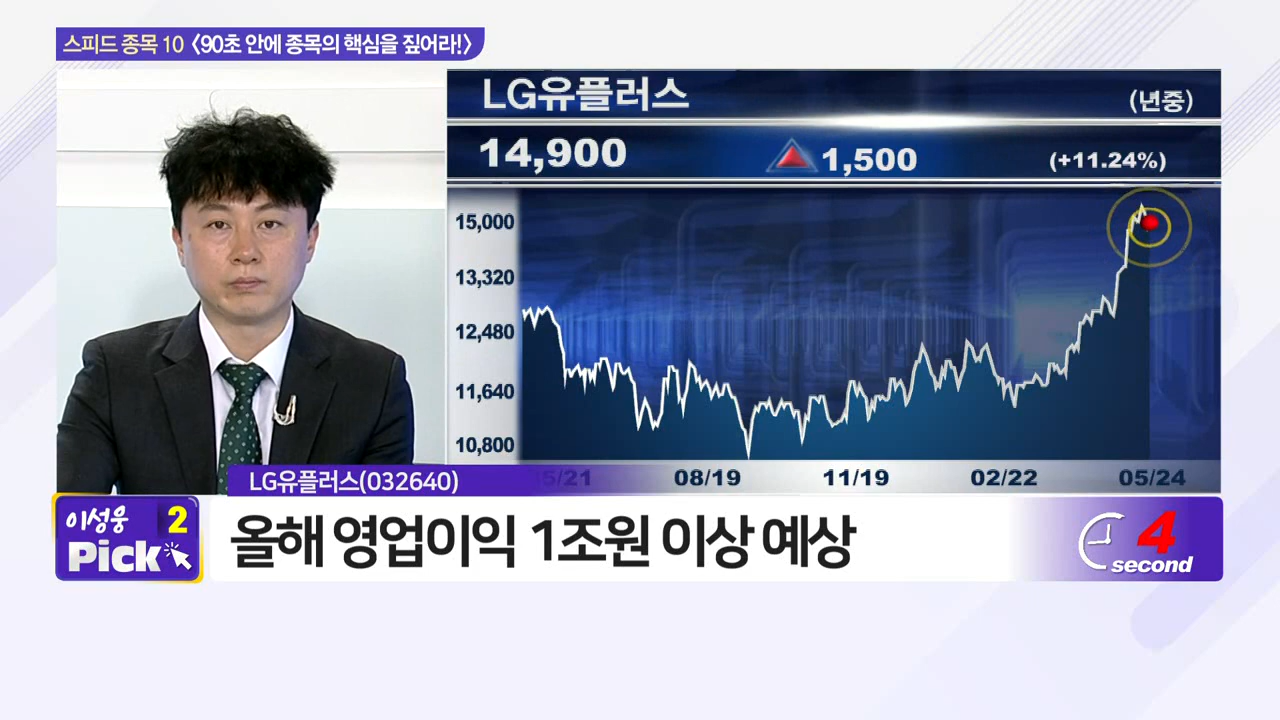 스피드 종목 10 〈90초 안에 종목의 핵심을 짚어라!〉
LG유플러스
(년중)
14,900 1,500 (+11.24%)
15,000
13,320
12,480
11,640
10,800
05/21 08/19 11/19 02/22 05/24
LG유플러스(032640)
이성웅 2
Pick
올해 영업이익 1조원 이상 예상
4
second